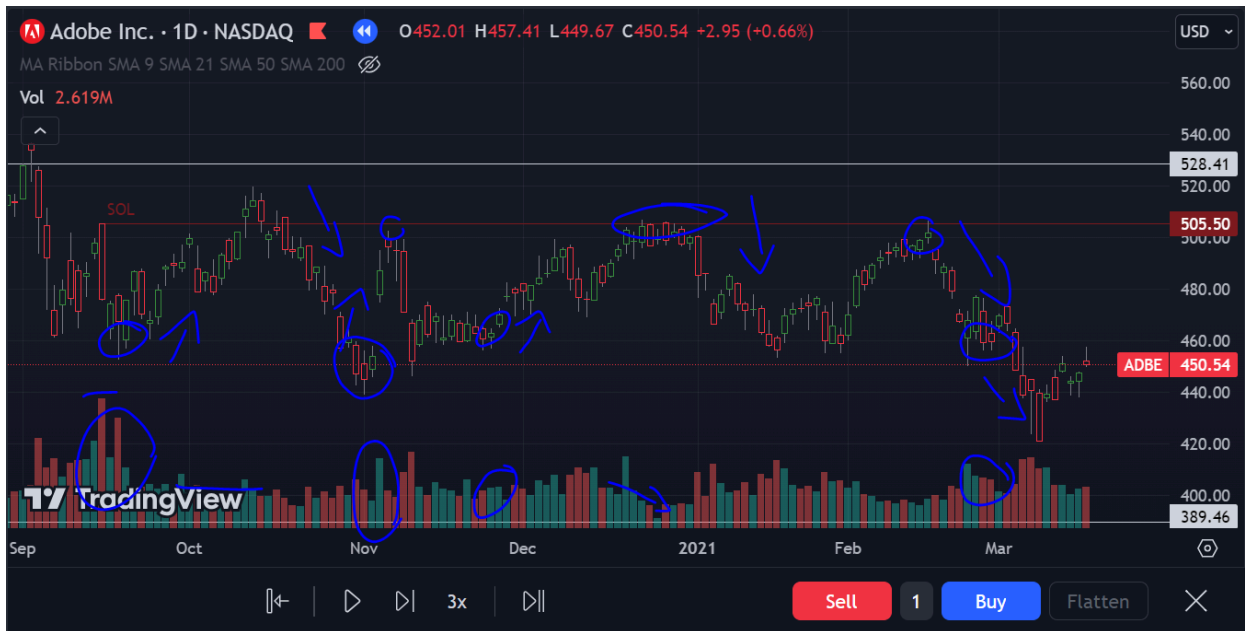 Adobe Inc. · 1D · NASDAQ O452.01 H457.41 L449.67 C450.54 +2.95 (+0.66%)
USD
MA Ribbon SMA 9 SMA 21 SMA 50 SMA 200
Vol 2.619M
560.00
540.00
528.41
520.00
SOL
505.50
500.00
480.00
460.00
ADBE 450.54
440.00
420.00
400.00
TradingView
389.46
Sep Oct Nov Dec 2021 Feb Mar
3x
Sell 1 Buy Flatten